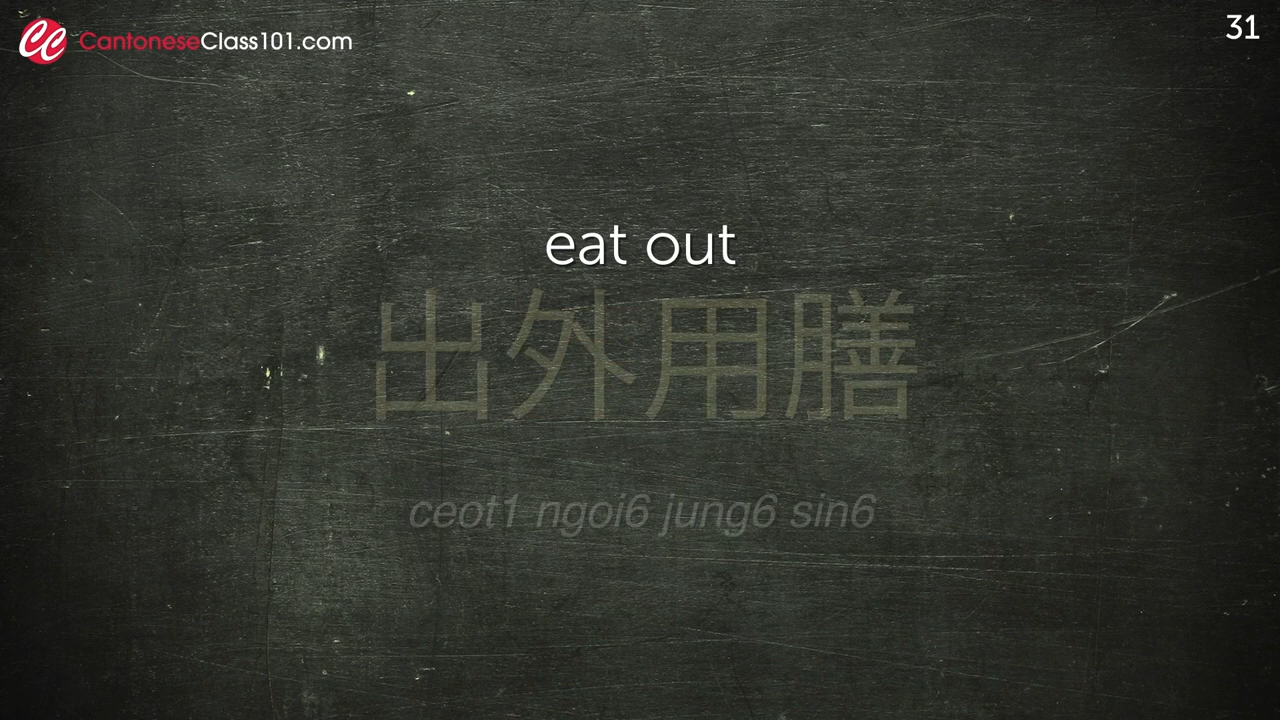 CantoneseClass101.com
31
eat out
出外用膳
ceot1 ngoi6 jung6 sin6